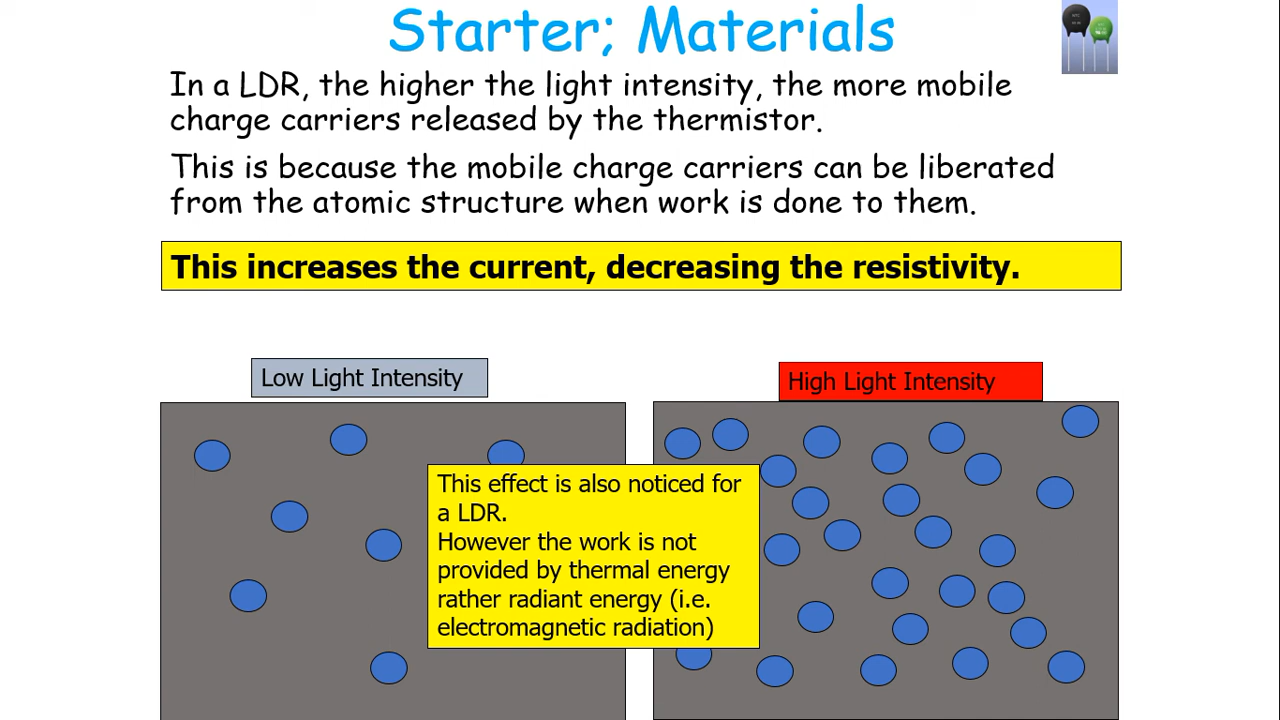 Starter; Materials
In a LDR, the higher the light intensity, the more mobile
charge carriers released by the thermistor.
This is because the mobile charge carriers can be liberated
from the atomic structure when work is done to them.
This increases the current, decreasing the resistivity.
Low Light Intensity
High Light Intensity
This effect is also noticed for
a LDR.
However the work is not
provided by thermal energy
rather radiant energy (i.e.
electromagnetic radiation)